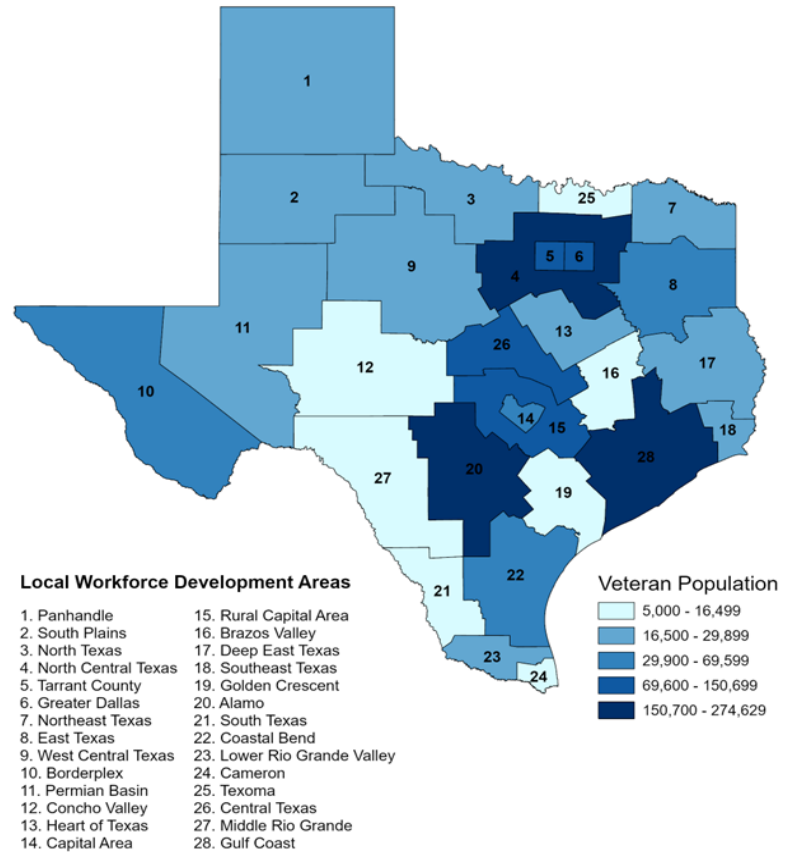 1
2
3
25
7
5
6
4
9
8
11
13
26
12
16
17
10
14
15
18
20
28
27
19
22
21
23
24
Local Workforce Development Areas
1. Panhandle
2. South Plains
3. North Texas
4. North Central Texas
5. Tarrant County
6. Greater Dallas
7. Northeast Texas
8. East Texas
9. West Central Texas
10. Borderplex
11. Permian Basin
12. Concho Valley
13. Heart of Texas
14. Capital Area
15. Rural Capital Area
16. Brazos Valley
17. Deep East Texas
18. Southeast Texas
19. Golden Crescent
20. Alamo
21. South Texas
22. Coastal Bend
23. Lower Rio Grande Valley
24. Cameron
25. Texoma
26. Central Texas
27. Middle Rio Grande
28. Gulf Coast
Veteran Population
5,000 - 16,499
16,500 - 29,899
29,900 - 69,599
69,600 - 150,699
150,700 - 274,629